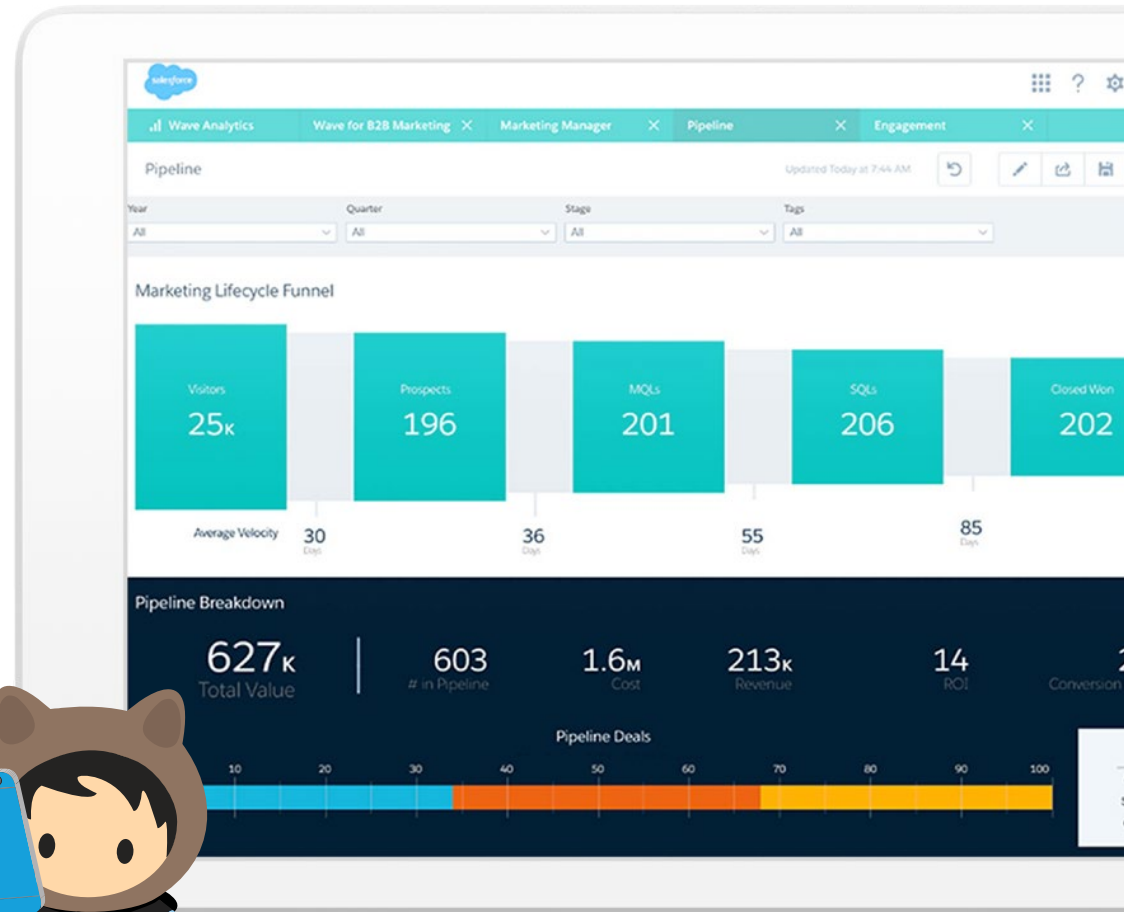 salesforce
Wave Analytics
Wave for B2B Marketing
Marketing Manager
Pipeline
Engagement
Pipeline
Updated Today at 7:44 AM
Year
Quarter
Stage
Tags
All
All
All
All
Marketing Lifecycle Funnel
Visitors
25K
Prospects
196
MQLs
201
SQLs
206
Closed Won
202
Average Velocity
30
Days
36
Days
55
Days
85
Days
Pipeline Breakdown
627K
Total Value
603
# in Pipeline
1.6M
Cost
213K
Revenue
14
ROI
Conversion
Pipeline Deals
10 20 30 40 50 60 70 80 90 100